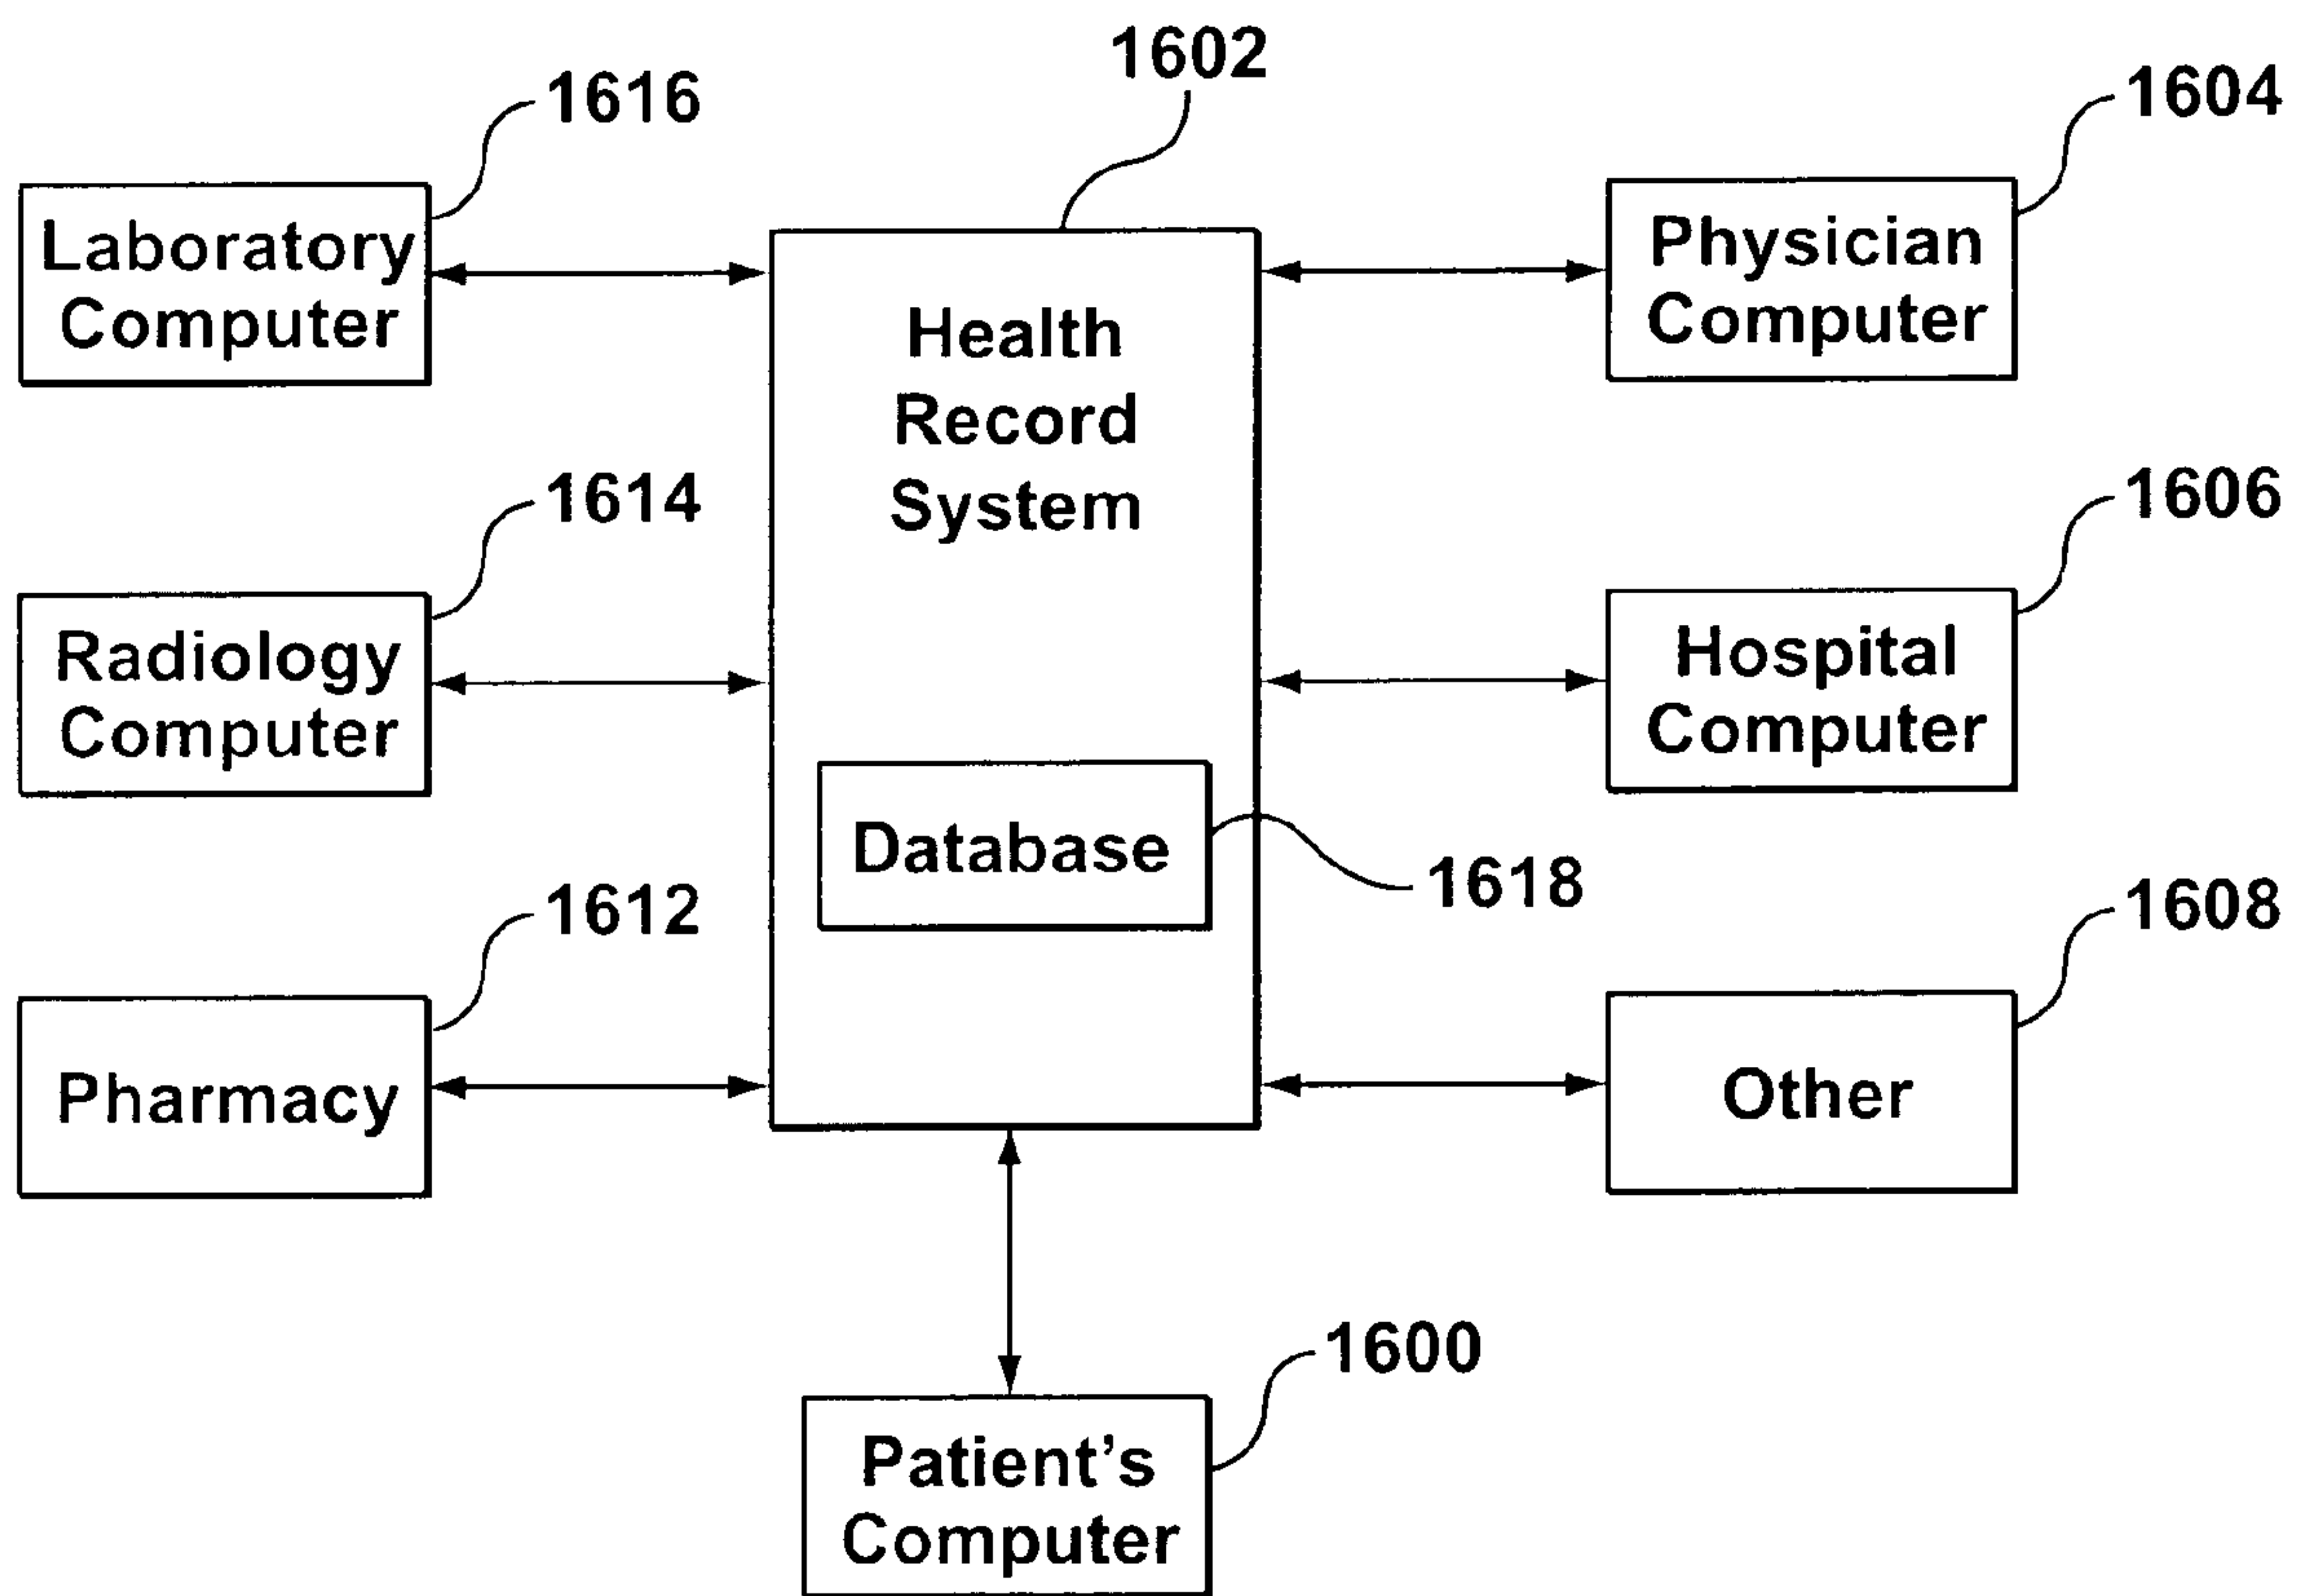 1602
1616
1604
Laboratory
Computer
Physician
Computer
Health
Record
System
1614
1606
Radiology
Computer
Hospital
Computer
Database
1618
1612
1608
Pharmacy
Other
1600
Patient's
Computer